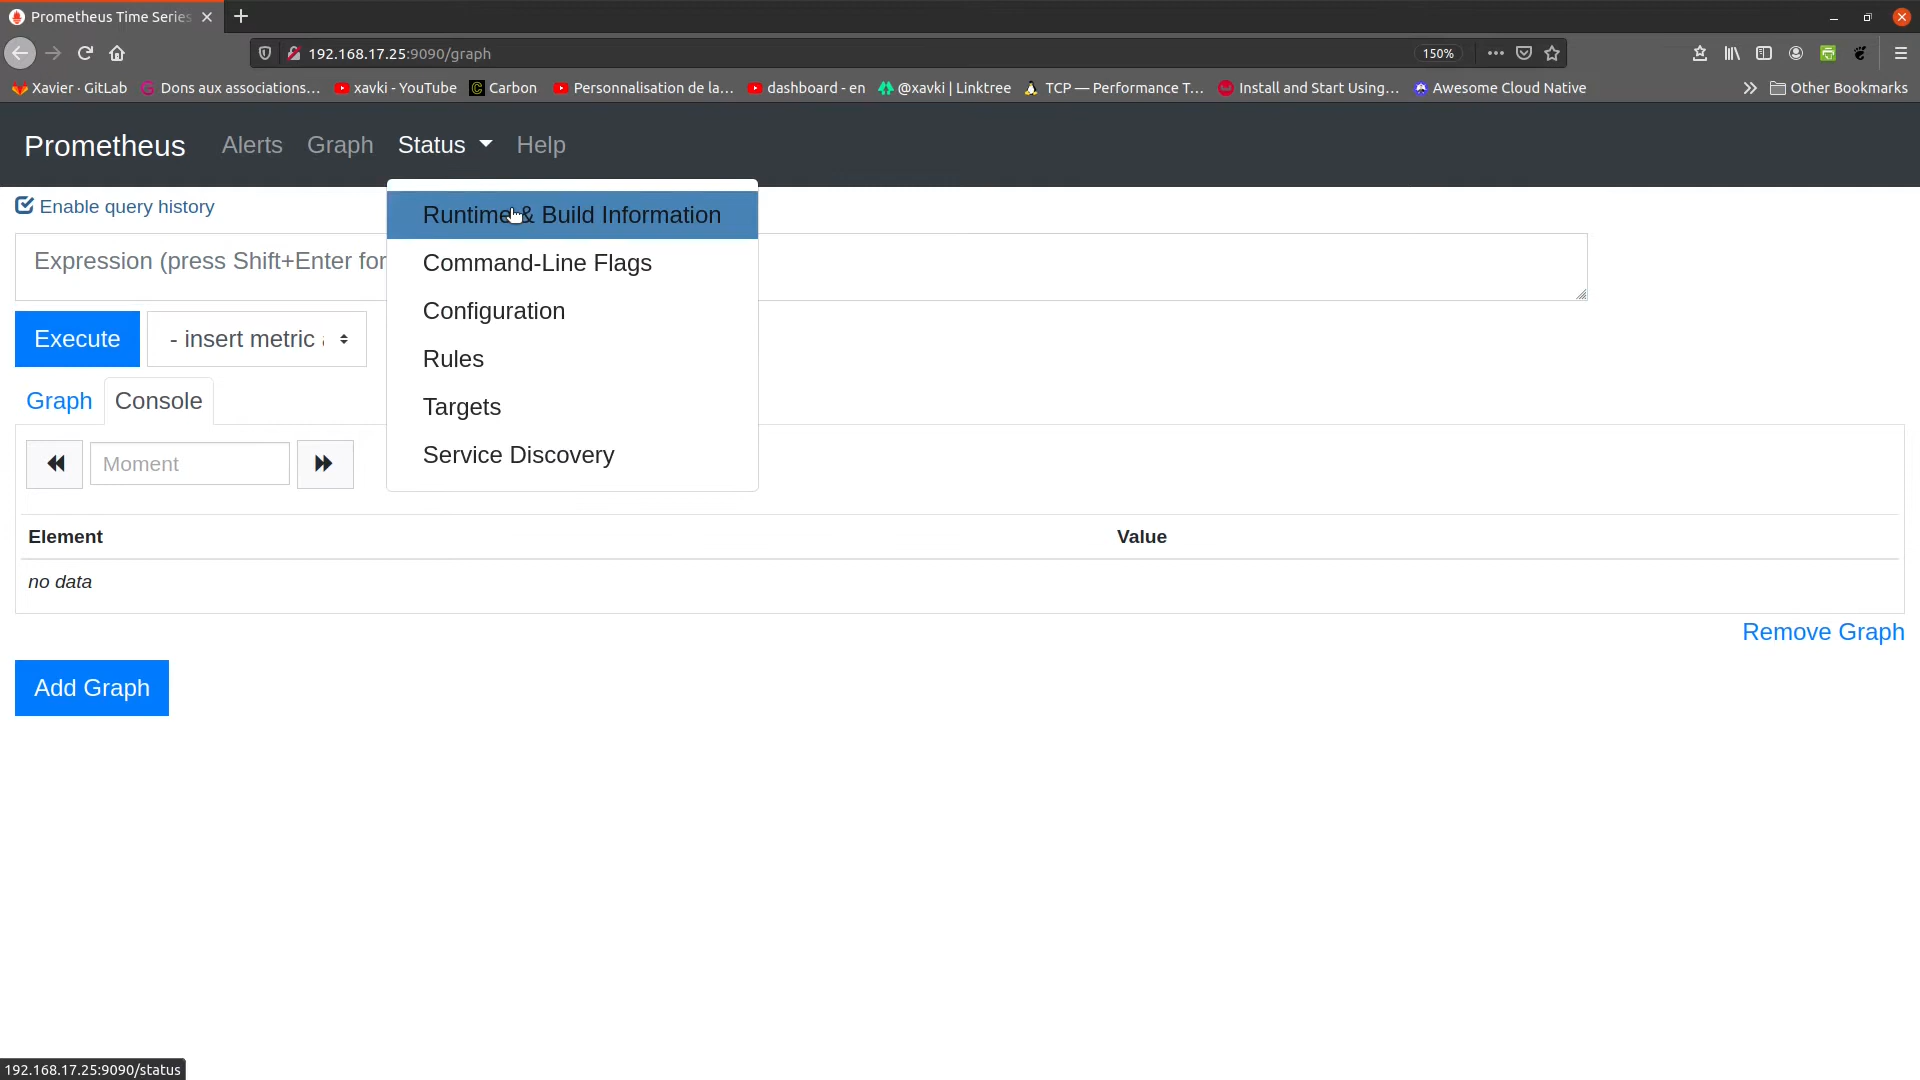 Prometheus Time Series
192.168.17.25:9090/graph
150%
Xavier · GitLab
Dons aux associations...
xavki - YouTube
Carbon
Personnalisation de la...
dashboard - en
@xavki | Linktree
TCP — Performance T...
Install and Start Using...
Awesome Cloud Native
Other Bookmarks
Prometheus
Alerts
Graph
Status
Help
Enable query history
Runtime & Build Information
Command-Line Flags
Configuration
Rules
Targets
Service Discovery
Expression (press Shift+Enter for
Execute
- insert metric
Graph
Console
Moment
Element
Value
no data
Remove Graph
Add Graph
192.168.17.25:9090/status